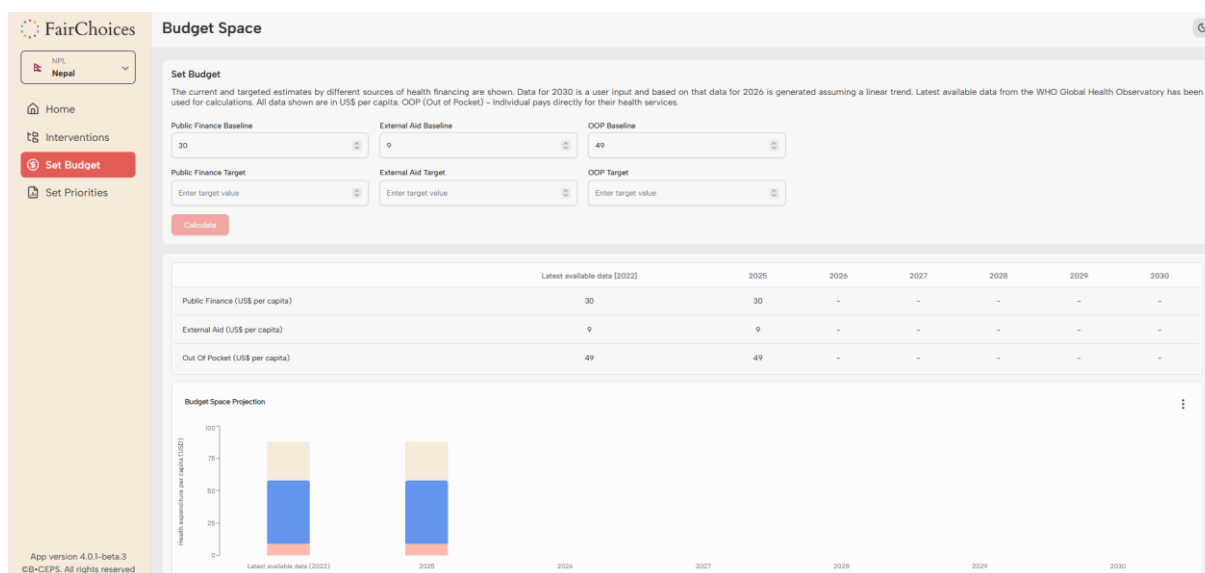 FairChoices
NPL
Nepal
Home
Interventions
Set Budget
Set Priorities
App version 4.0.1-beta.3
©B•CEPS. All rights reserved
Budget Space
Set Budget
The current and targeted estimates by different sources of health financing are shown. Data for 2030 is a user input and based on that data for 2026 is generated assuming a linear trend. Latest available data from the WHO Global Health Observatory has been
used for calculations. All data shown are in US$ per capita. OOP (Out of Pocket) – Individual pays directly for their health services.
Public Finance Baseline External Aid Baseline OOP Baseline
30 9 49
Public Finance Target External Aid Target OOP Target
Enter target value Enter target value Enter target value
Calculate
Latest available data [2022] 2025 2026 2027 2028 2029 2030
Public Finance (US$ per capita) 30 30 - - - - -
External Aid (US$ per capita) 9 9 - - - - -
Out Of Pocket (US$ per capita) 49 49 - - - - -
Budget Space Projection
Health expenditure per capita (USD)
100
75
50
25
0
Latest available data (2022) 2025 2026 2027 2028 2029 2030